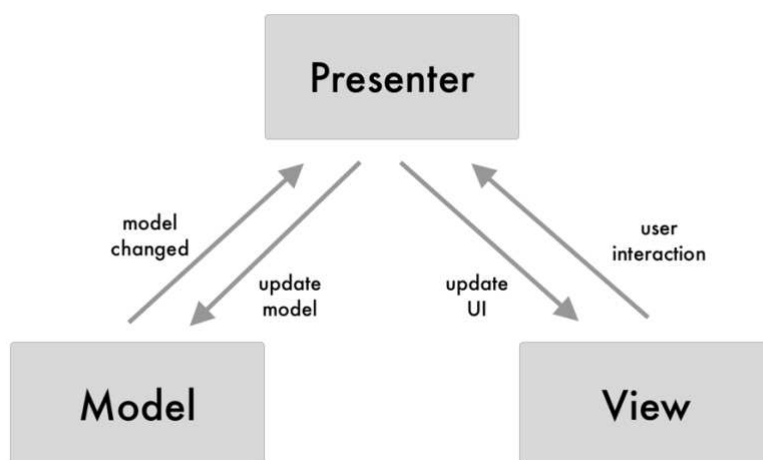 Presenter
model
changed
update
model
update
UI
user
interaction
Model
View